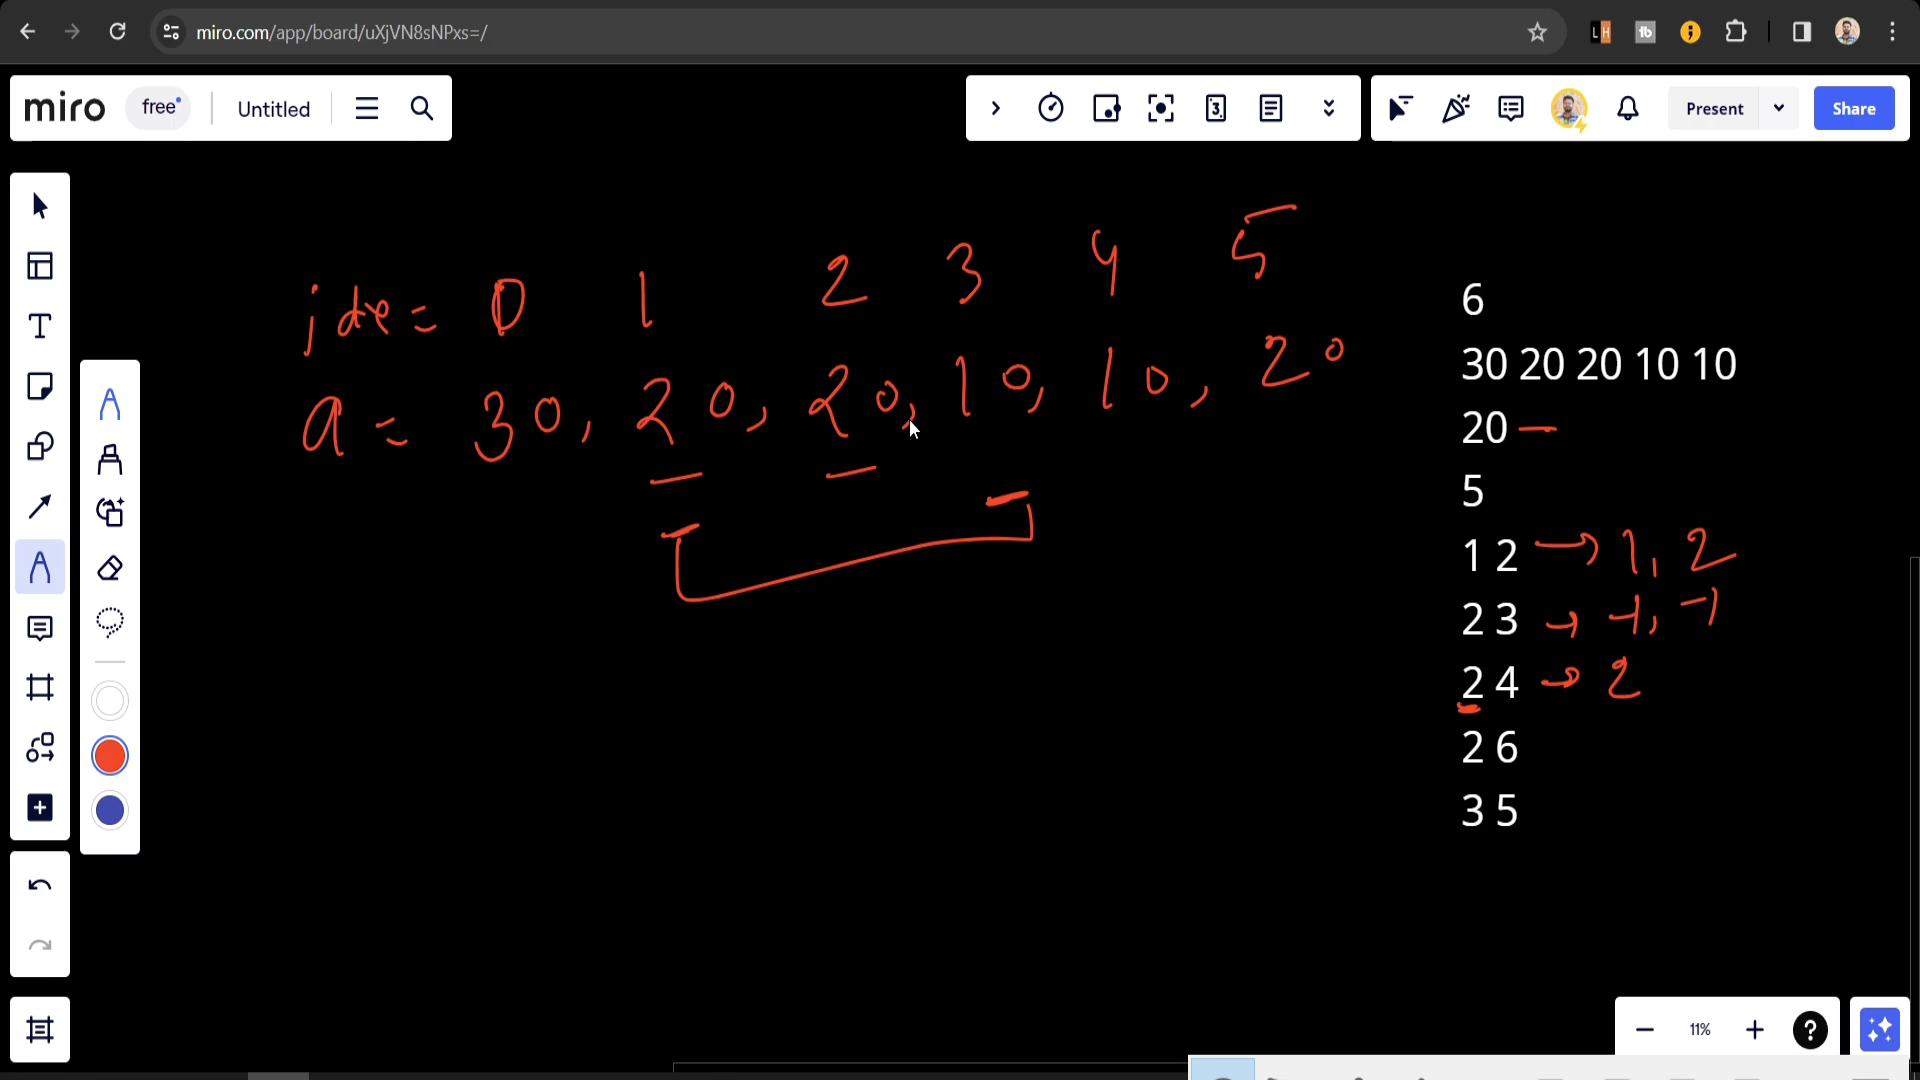 miro.com/app/board/uXjVN8sNPxs=/
miro free Untitled
Present Share
idx = 0 1 2 3 4 5
a = 30, 20, 20, 10, 10, 20
6
30 20 20 10 10
20
5
1 2 → 1, 2
2 3 → -1, -1
2 4 → 2
2 6
3 5
11%